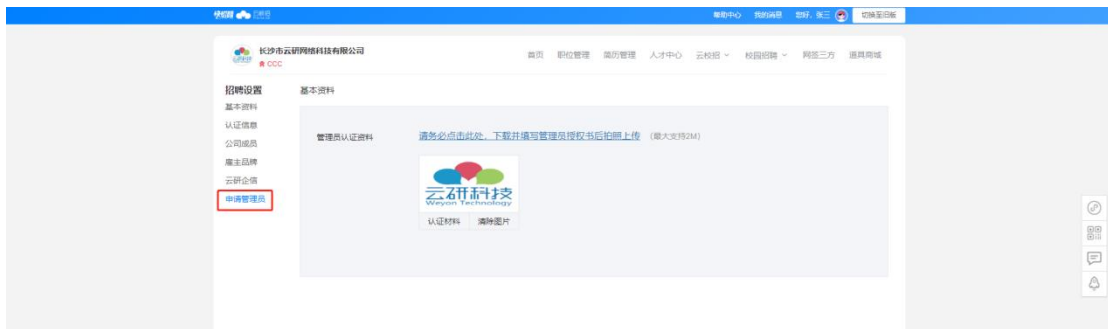 帮助中心 我的消息 您好，张三 切换至旧版
长沙市云研网络科技有限公司
CCC
首页 职位管理 简历管理 人才中心 云校招 校园招聘 网签三方 道具商城
招聘设置
基本资料
基本资料
认证信息
公司成员
雇主品牌
云研企信
申请管理员
管理员认证资料 请务必点击此处，下载并填写管理员授权书后拍照上传 (最大支持2M)
云研科技
Weyon Technology
认证材料 清除图片